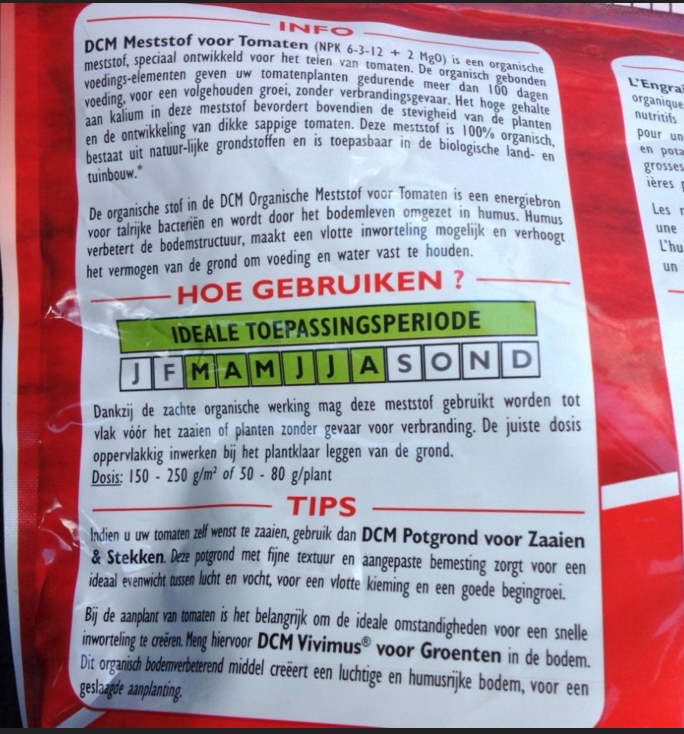 INFO
DCM Meststof voor Tomaten (NPK 6-3-12 + 2 MgO) is een organische
meststof, speciaal ontwikkeld voor het telen van tomaten. De organisch gebonden
voedings-elementen geven uw tomatenplanten gedurende meer dan 100 dagen
voeding, voor een volgehouden groei, zonder verbrandingsgevaar. Het hoge gehalte
aan kalium in deze meststof bevordert bovendien de stevigheid van de planten
en de ontwikkeling van dikke sappige tomaten. Deze meststof is 100% organisch,
bestaat uit natuur-lijke grondstoffen en is toepasbaar in de biologische land- en
tuinbouw.*
De organische stof in de DCM Organische Meststof voor Tomaten is een energiebron
voor talrijke bacteriën en wordt door het bodemleven omgezet in humus. Humus
verbetert de bodemstructuur, maakt een vlotte inworteling mogelijk en verhoogt
het vermogen van de grond om voeding en water vast te houden.
HOE GEBRUIKEN ?
IDEALE TOEPASSINGSPERIODE
J F M A M J J A S O N D
Dankzij de zachte organische werking mag deze meststof gebruikt worden tot
vlak vóór het zaaien of planten zonder gevaar voor verbranding. De juiste dosis
oppervlakkig inwerken bij het plantklaar leggen van de grond.
Dosis: 150 - 250 g/m² of 50 - 80 g/plant
TIPS
Indien u uw tomaten zelf wenst te zaaien, gebruik dan DCM Potgrond voor Zaaien
& Stekken. Deze potgrond met fijne textuur en aangepaste bemesting zorgt voor een
ideaal evenwicht tussen lucht en vocht, voor een vlotte kieming en een goede begingroei.
Bij de aanplant van tomaten is het belangrijk om de ideale omstandigheden voor een snelle
inworteling te creëren. Meng hiervoor DCM Vivimus® voor Groenten in de bodem.
Dit organisch bodemverbeterend middel creëert een luchtige en humusrijke bodem, voor een
geslaagde aanplanting.
L'Engrai
organique
nutritifs
pour un
en pota
grosses
ières
Les
une
L'hu
un